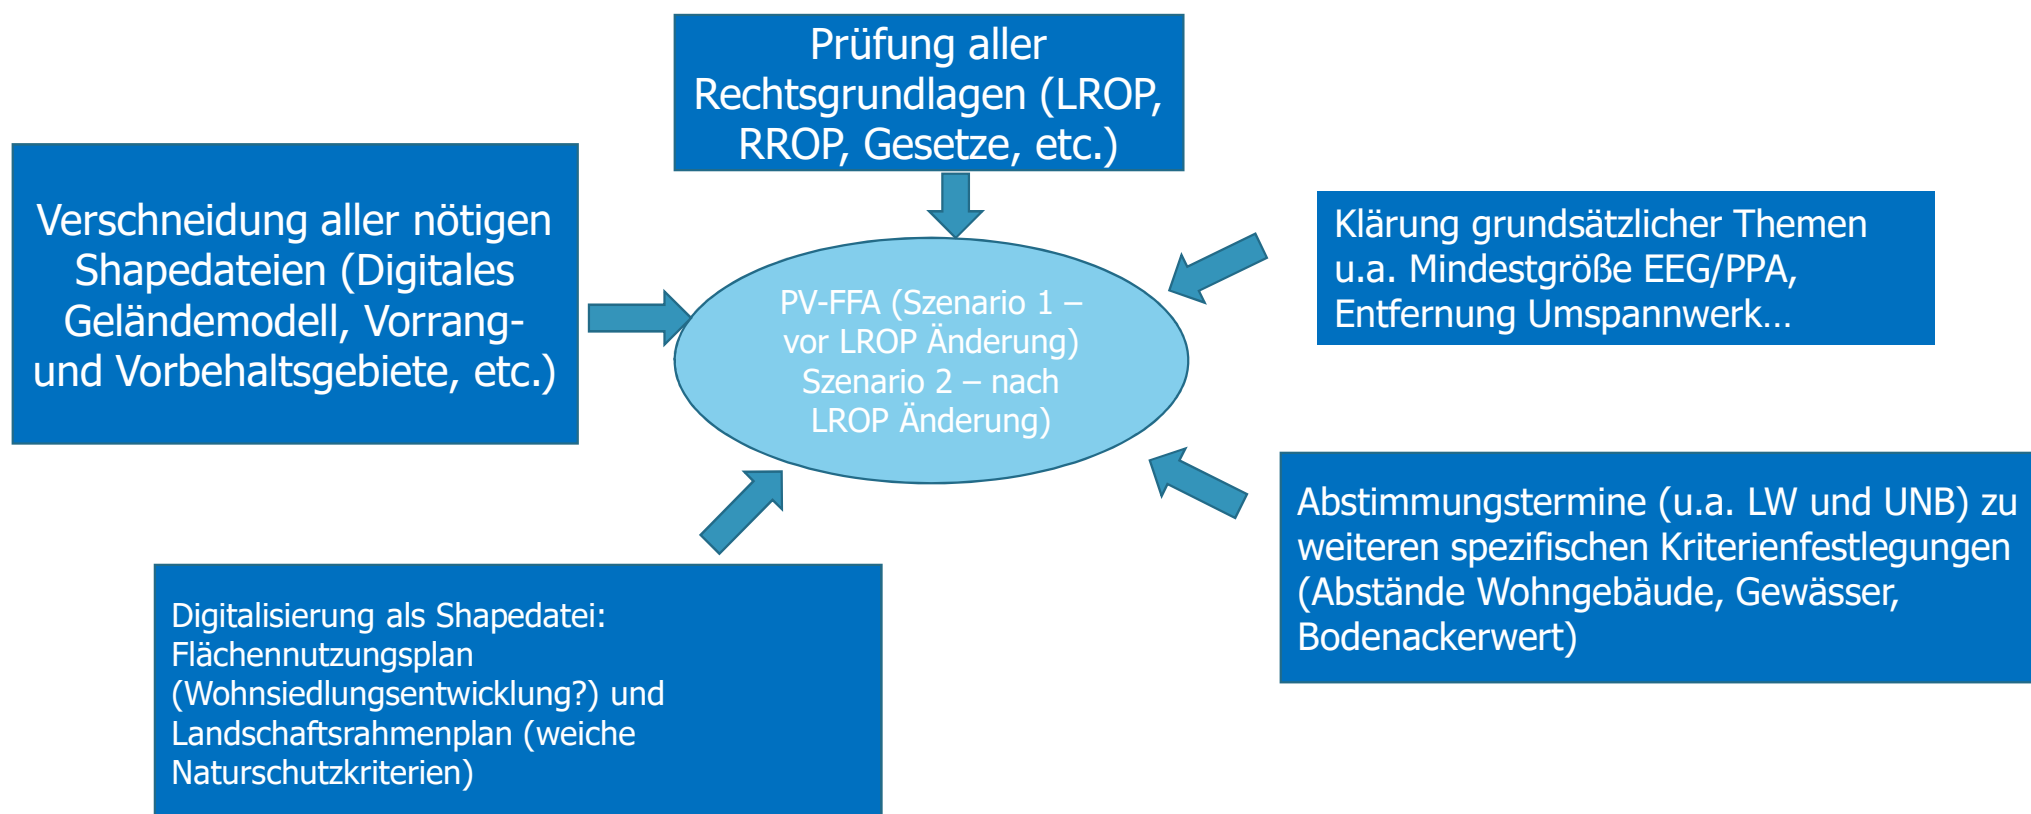 Prüfung aller
Rechtsgrundlagen (LROP,
RROP, Gesetze, etc.)
Verschneidung aller nötigen
Shapedateien (Digitales
Geländemodell, Vorrang-
und Vorbehaltsgebiete, etc.)
Klärung grundsätzlicher Themen
u.a. Mindestgröße EEG/PPA,
Entfernung Umspannwerk…
PV-FFA (Szenario 1 –
vor LROP Änderung)
Szenario 2 – nach
LROP Änderung)
Abstimmungstermine (u.a. LW und UNB) zu
weiteren spezifischen Kriterienfestlegungen
(Abstände Wohngebäude, Gewässer,
Bodenackerwert)
Digitalisierung als Shapedatei:
Flächennutzungsplan
(Wohnsiedlungsentwicklung?) und
Landschaftsrahmenplan (weiche
Naturschutzkriterien)